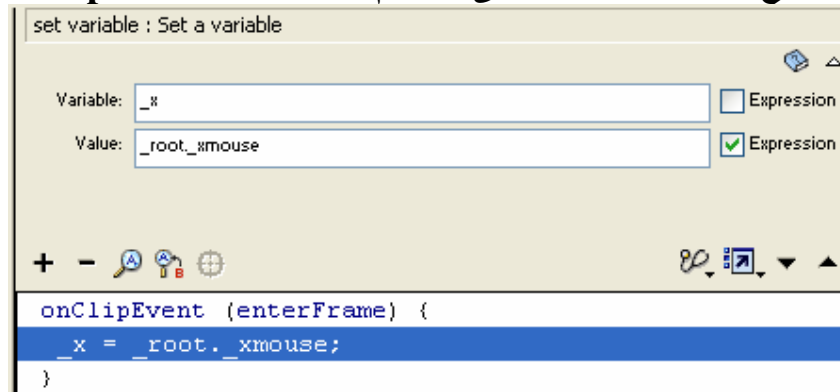 set variable : Set a variable
Variable: _x Expression
Value: _root._xmouse Expression
onClipEvent (enterFrame) {
_x = _root._xmouse;
}